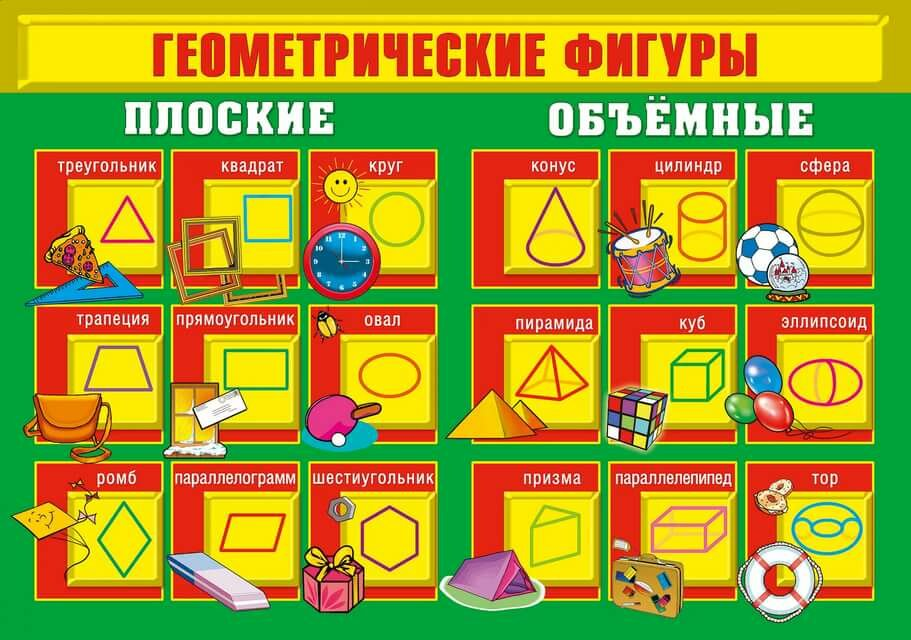 ГЕОМЕТРИЧЕСКИЕ ФИГУРЫ
ПЛОСКИЕ
ОБЪЁМНЫЕ
треугольник
квадрат
круг
конус
цилиндр
сфера
трапеция
прямоугольник
овал
пирамида
куб
эллипсоид
ромб
параллелограмм
шестиугольник
призма
параллелепипед
тор